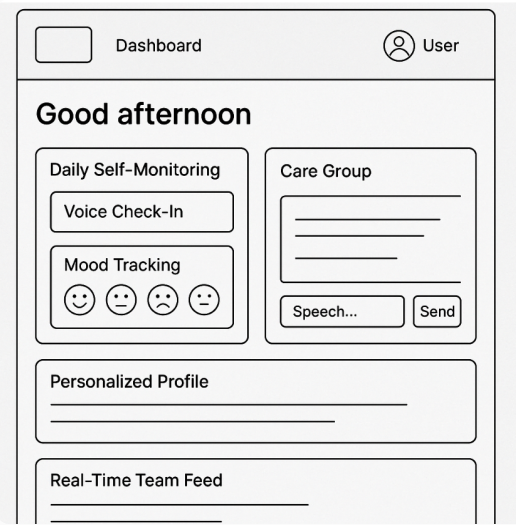 Dashboard
User
Good afternoon
Daily Self-Monitoring
Voice Check-In
Mood Tracking
Care Group
Speech...
Send
Personalized Profile
Real-Time Team Feed